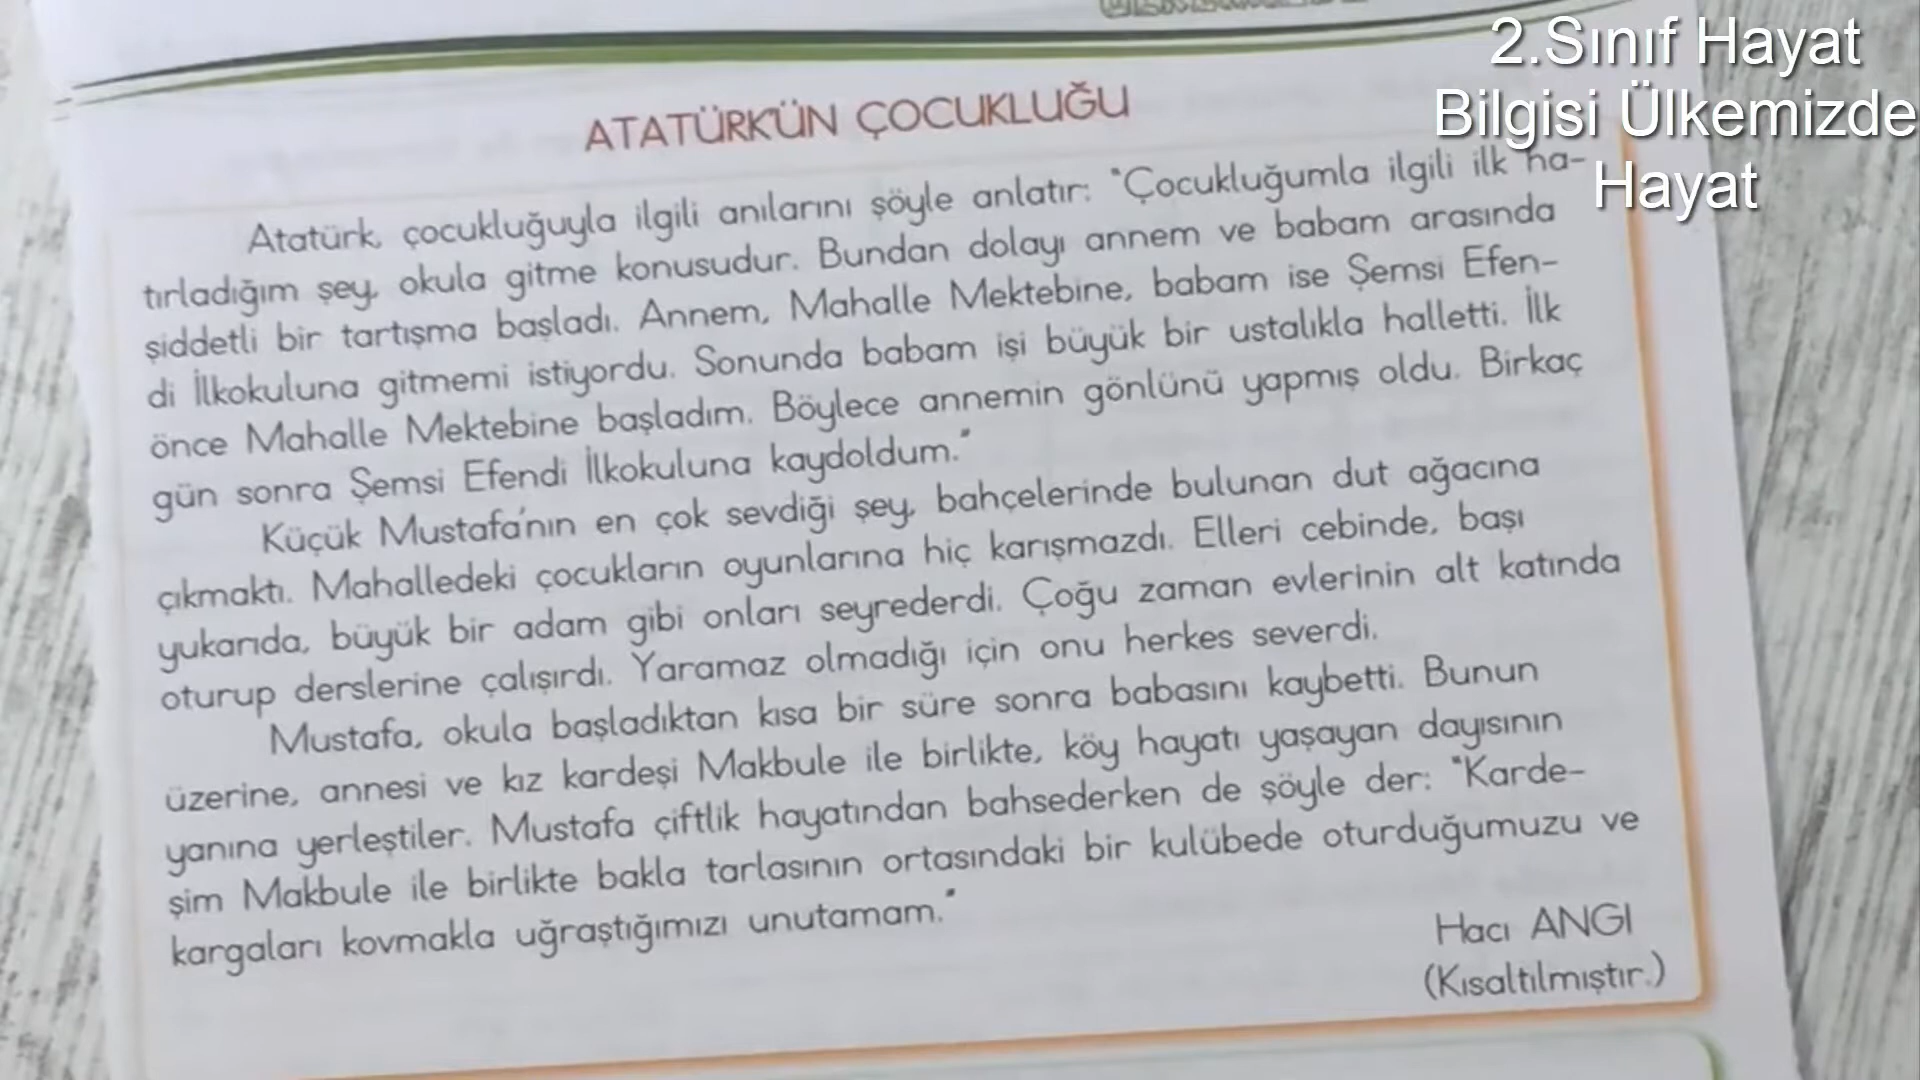 2.Sınıf Hayat
Bilgisi Ülkemizde
Hayat
ATATÜRKÜN ÇOCUKLUĞU
Atatürk, çocukluğuyla ilgili anılarını şöyle anlatır: "Çocukluğumla ilgili ilk ha-
tırladığım şey, okula gitme konusudur. Bundan dolayı annem ve babam arasında
şiddetli bir tartışma başladı. Annem, Mahalle Mektebine, babam ise Şemsi Efen-
di İlkokuluna gitmemi istiyordu. Sonunda babam işi büyük bir ustalıkla halletti. İlk
önce Mahalle Mektebine başladım. Böylece annemin gönlünü yapmış oldu. Birkaç
gün sonra Şemsi Efendi İlkokuluna kaydoldum."
Küçük Mustafa'nın en çok sevdiği şey, bahçelerinde bulunan dut ağacına
çıkmaktı. Mahalledeki çocukların oyunlarına hiç karışmazdı. Elleri cebinde, başı
yukarıda, büyük bir adam gibi onları seyrederdi. Çoğu zaman evlerinin alt katında
oturup derslerine çalışırdı. Yaramaz olmadığı için onu herkes severdi.
Mustafa, okula başladıktan kısa bir süre sonra babasını kaybetti. Bunun
üzerine, annesi ve kız kardeşi Makbule ile birlikte, köy hayatı yaşayan dayısının
yanına yerleştiler. Mustafa çiftlik hayatından bahsederken de şöyle der: "Karde-
şim Makbule ile birlikte bakla tarlasının ortasındaki bir kulübede oturduğumuzu ve
kargaları kovmakla uğraştığımızı unutamam."
Hacı ANGI
(Kısaltılmıştır.)